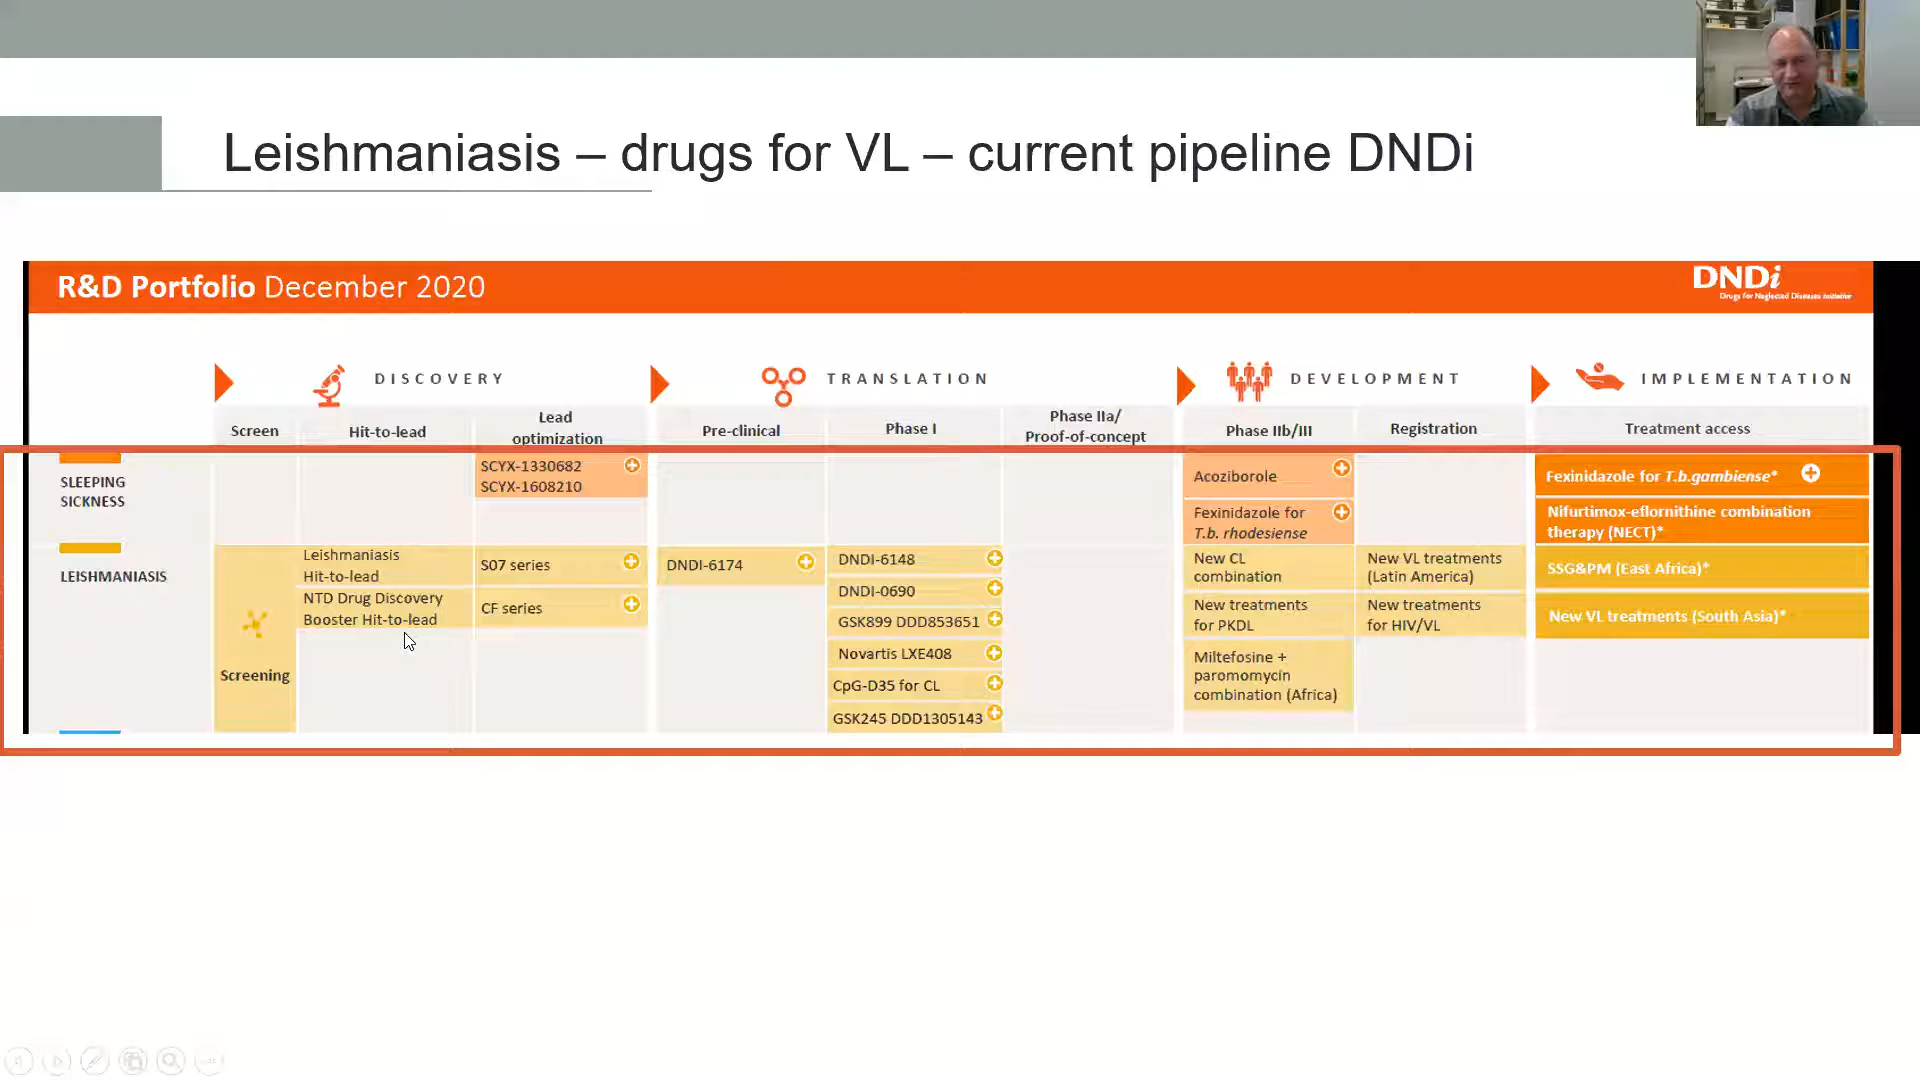 Leishmaniasis – drugs for VL – current pipeline DNDi
R&D Portfolio December 2020
DNDi
Drugs for Neglected Diseases initiative
DISCOVERY
TRANSLATION
DEVELOPMENT
IMPLEMENTATION
Screen
Hit-to-lead
Lead
optimization
Pre-clinical
Phase I
Phase IIa/
Proof-of-concept
Phase IIb/III
Registration
Treatment access
SLEEPING
SICKNESS
SCYX-1330682
SCYX-1608210
Acoziborole
Fexinidazole for
T.b. rhodesiense
Fexinidazole for T.b.gambiense*
Nifurtimox-eflornithine combination
therapy (NECT)*
LEISHMANIASIS
Screening
Leishmaniasis
Hit-to-lead
NTD Drug Discovery
Booster Hit-to-lead
S07 series
CF series
DNDI-6174
DNDI-6148
DNDI-0690
GSK899 DDD853651
Novartis LXE408
CpG-D35 for CL
GSK245 DDD1305143
New CL
combination
New treatments
for PKDL
Miltefosine +
paromomycin
combination (Africa)
New VL treatments
(Latin America)
New treatments
for HIV/VL
SSG&PM (East Africa)*
New VL treatments (South Asia)*